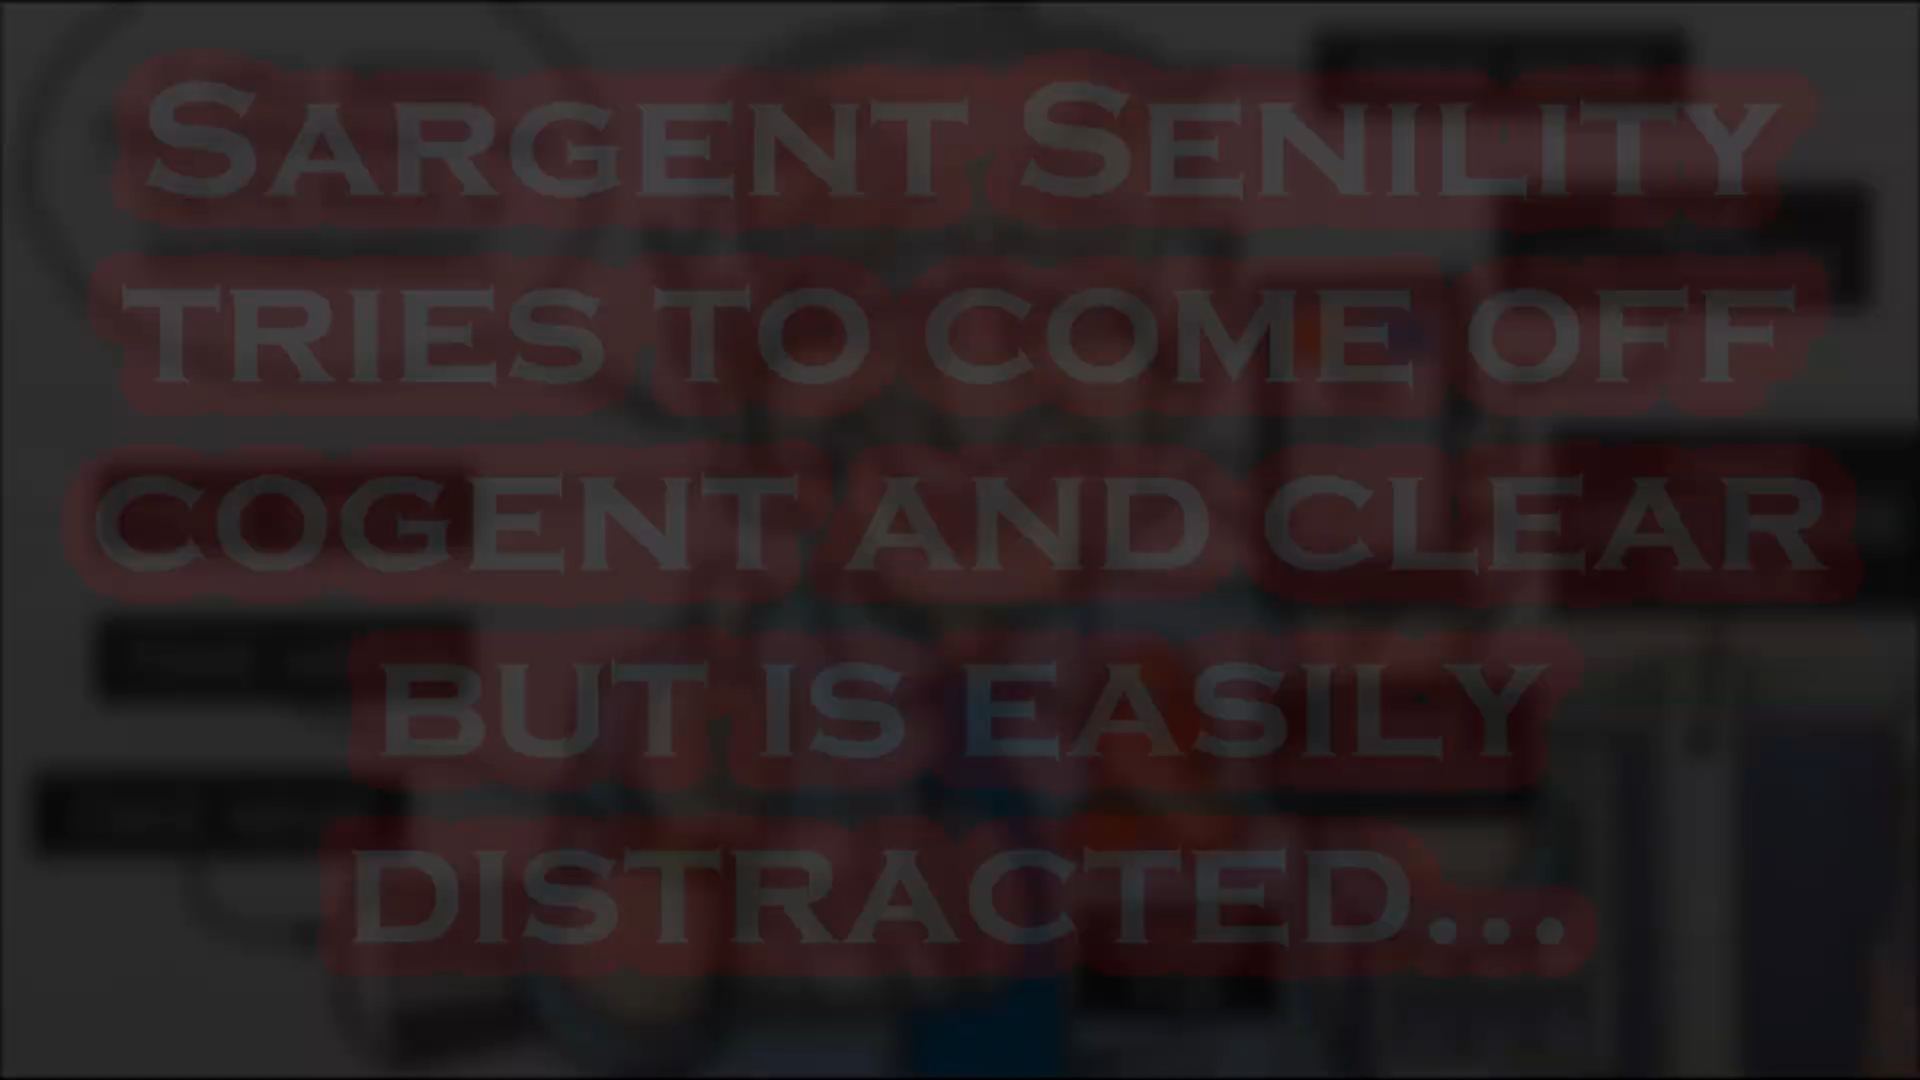 Sargent Senility
tries to come off
cogent and clear
but is easily
distracted...